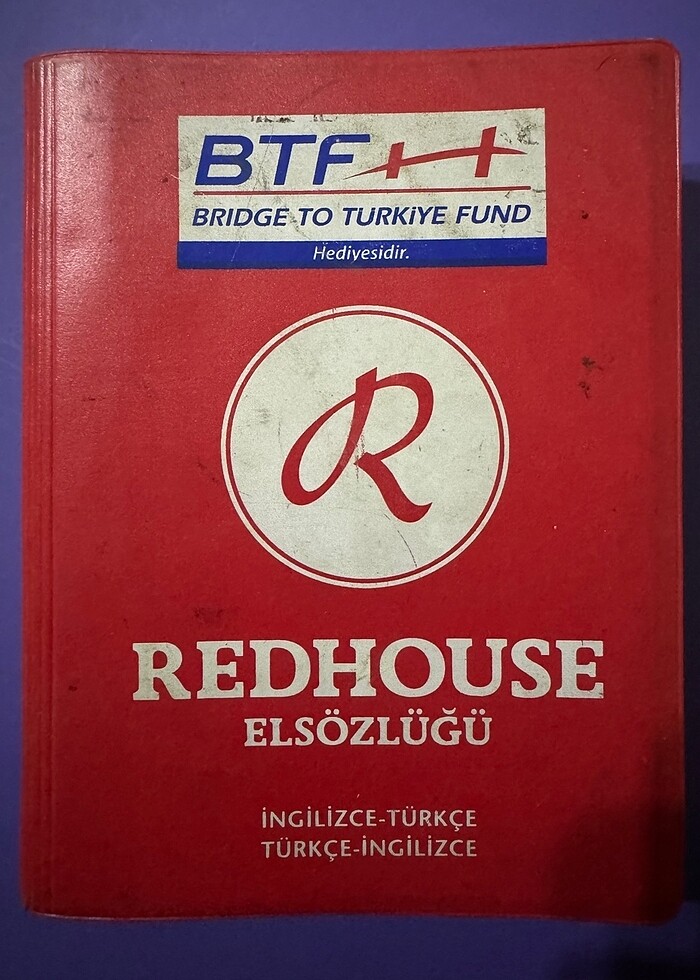 BTF
BRIDGE TO TURKiYE FUND
Hediyesidir.
R
REDHOUSE
ELSÖZLÜĞÜ
İNGİLİZCE-TÜRKÇE
TÜRKÇE-İNGİLİZCE